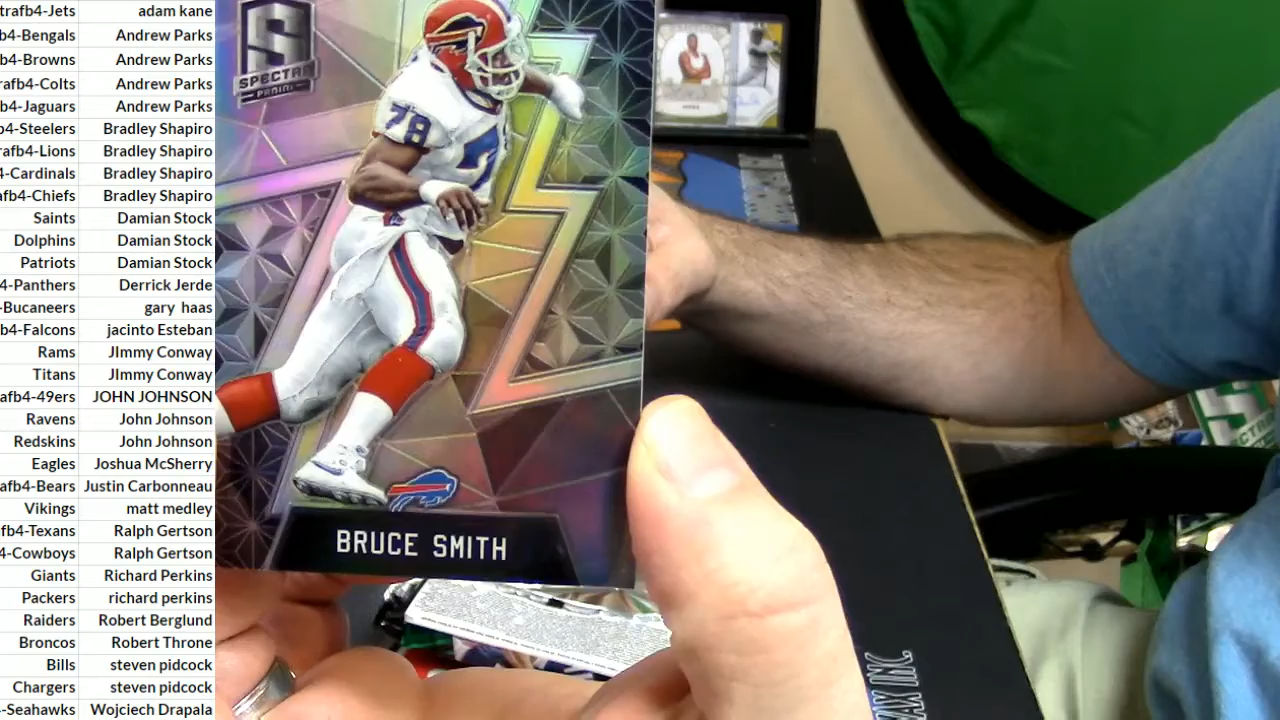 trafb4-Jets adam kane
b4-Bengals Andrew Parks
b4-Browns Andrew Parks
rafb4-Colts Andrew Parks
b4-Jaguars Andrew Parks
b4-Steelers Bradley Shapiro
rafb4-Lions Bradley Shapiro
4-Cardinals Bradley Shapiro
afb4-Chiefs Bradley Shapiro
Saints Damian Stock
Dolphins Damian Stock
Patriots Damian Stock
4-Panthers Derrick Jerde
-Bucaneers gary haas
fb4-Falcons jacinto Esteban
Rams JImmy Conway
Titans JImmy Conway
afb4-49ers JOHN JOHNSON
Ravens John Johnson
Redskins John Johnson
Eagles Joshua McSherry
afb4-Bears Justin Carbonneau
Vikings matt medley
fb4-Texans Ralph Gertson
4-Cowboys Ralph Gertson
Giants Richard Perkins
Packers richard perkins
Raiders Robert Berglund
Broncos Robert Throne
Bills steven pidcock
Chargers steven pidcock
4-Seahawks Wojciech Drapala
S
SPECTRA
PANINI
78
7
BRUCE SMITH
WAX INC